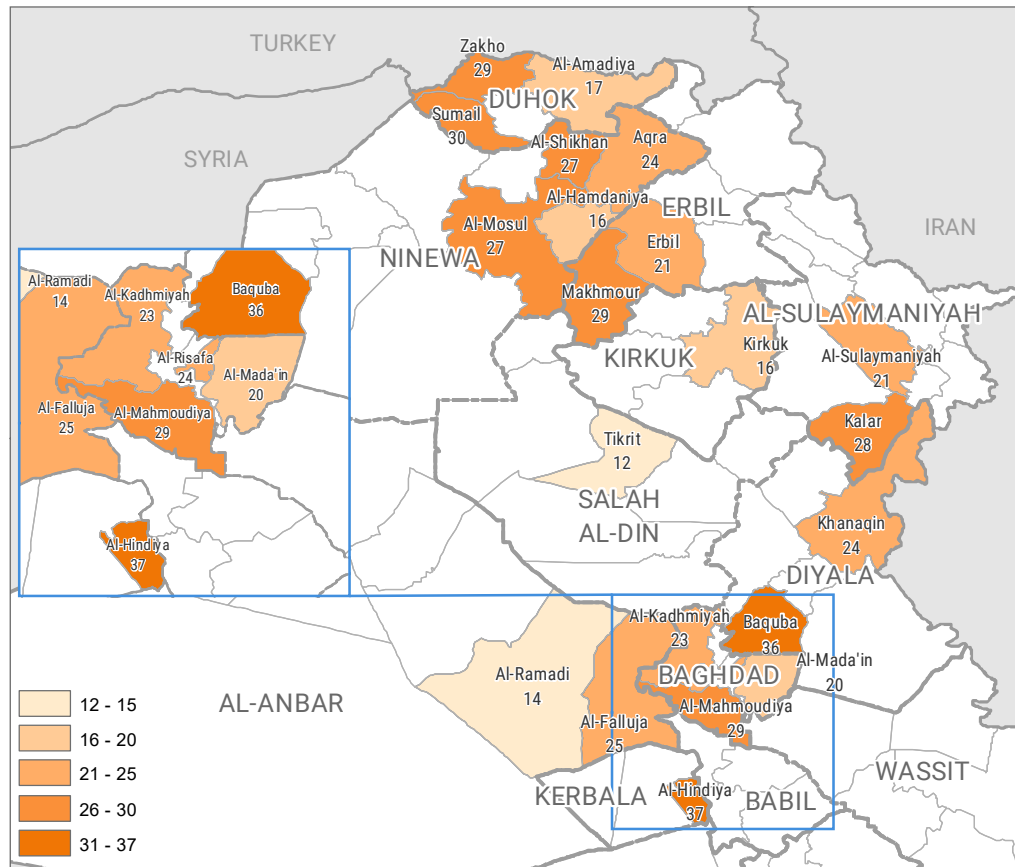 TURKEY
Zakho
29
Al-Amadiya
17
DUHOK
Sumail
30
Al-Shikhan
27
Aqra
24
SYRIA
Al-Hamdaniya
16
ERBIL
IRAN
Al-Mosul
27
NINEWA
Erbil
21
Makhmour
29
Al-Ramadi
14
Al-Kadhmiyah
23
Baquba
36
Al-Risafa
24
Al-Mada'in
20
Al-Falluja
25
Al-Mahmoudiya
29
Al-Hindiya
37
AL-SULAYMANIYAH
KIRKUK
Kirkuk
16
Al-Sulaymaniyah
21
Kalar
28
Tikrit
12
SALAH
AL-DIN
Khanaqin
24
DIYALA
Al-Kadhmiyah
23
Baquba
36
Al-Mada'in
20
Al-Ramadi
14
BAGHDAD
Al-Mahmoudiya
29
Al-Falluja
25
AL-ANBAR
WASSIT
KERBALA
Al-Hindiya
37
BABIL
12 - 15
16 - 20
21 - 25
26 - 30
31 - 37